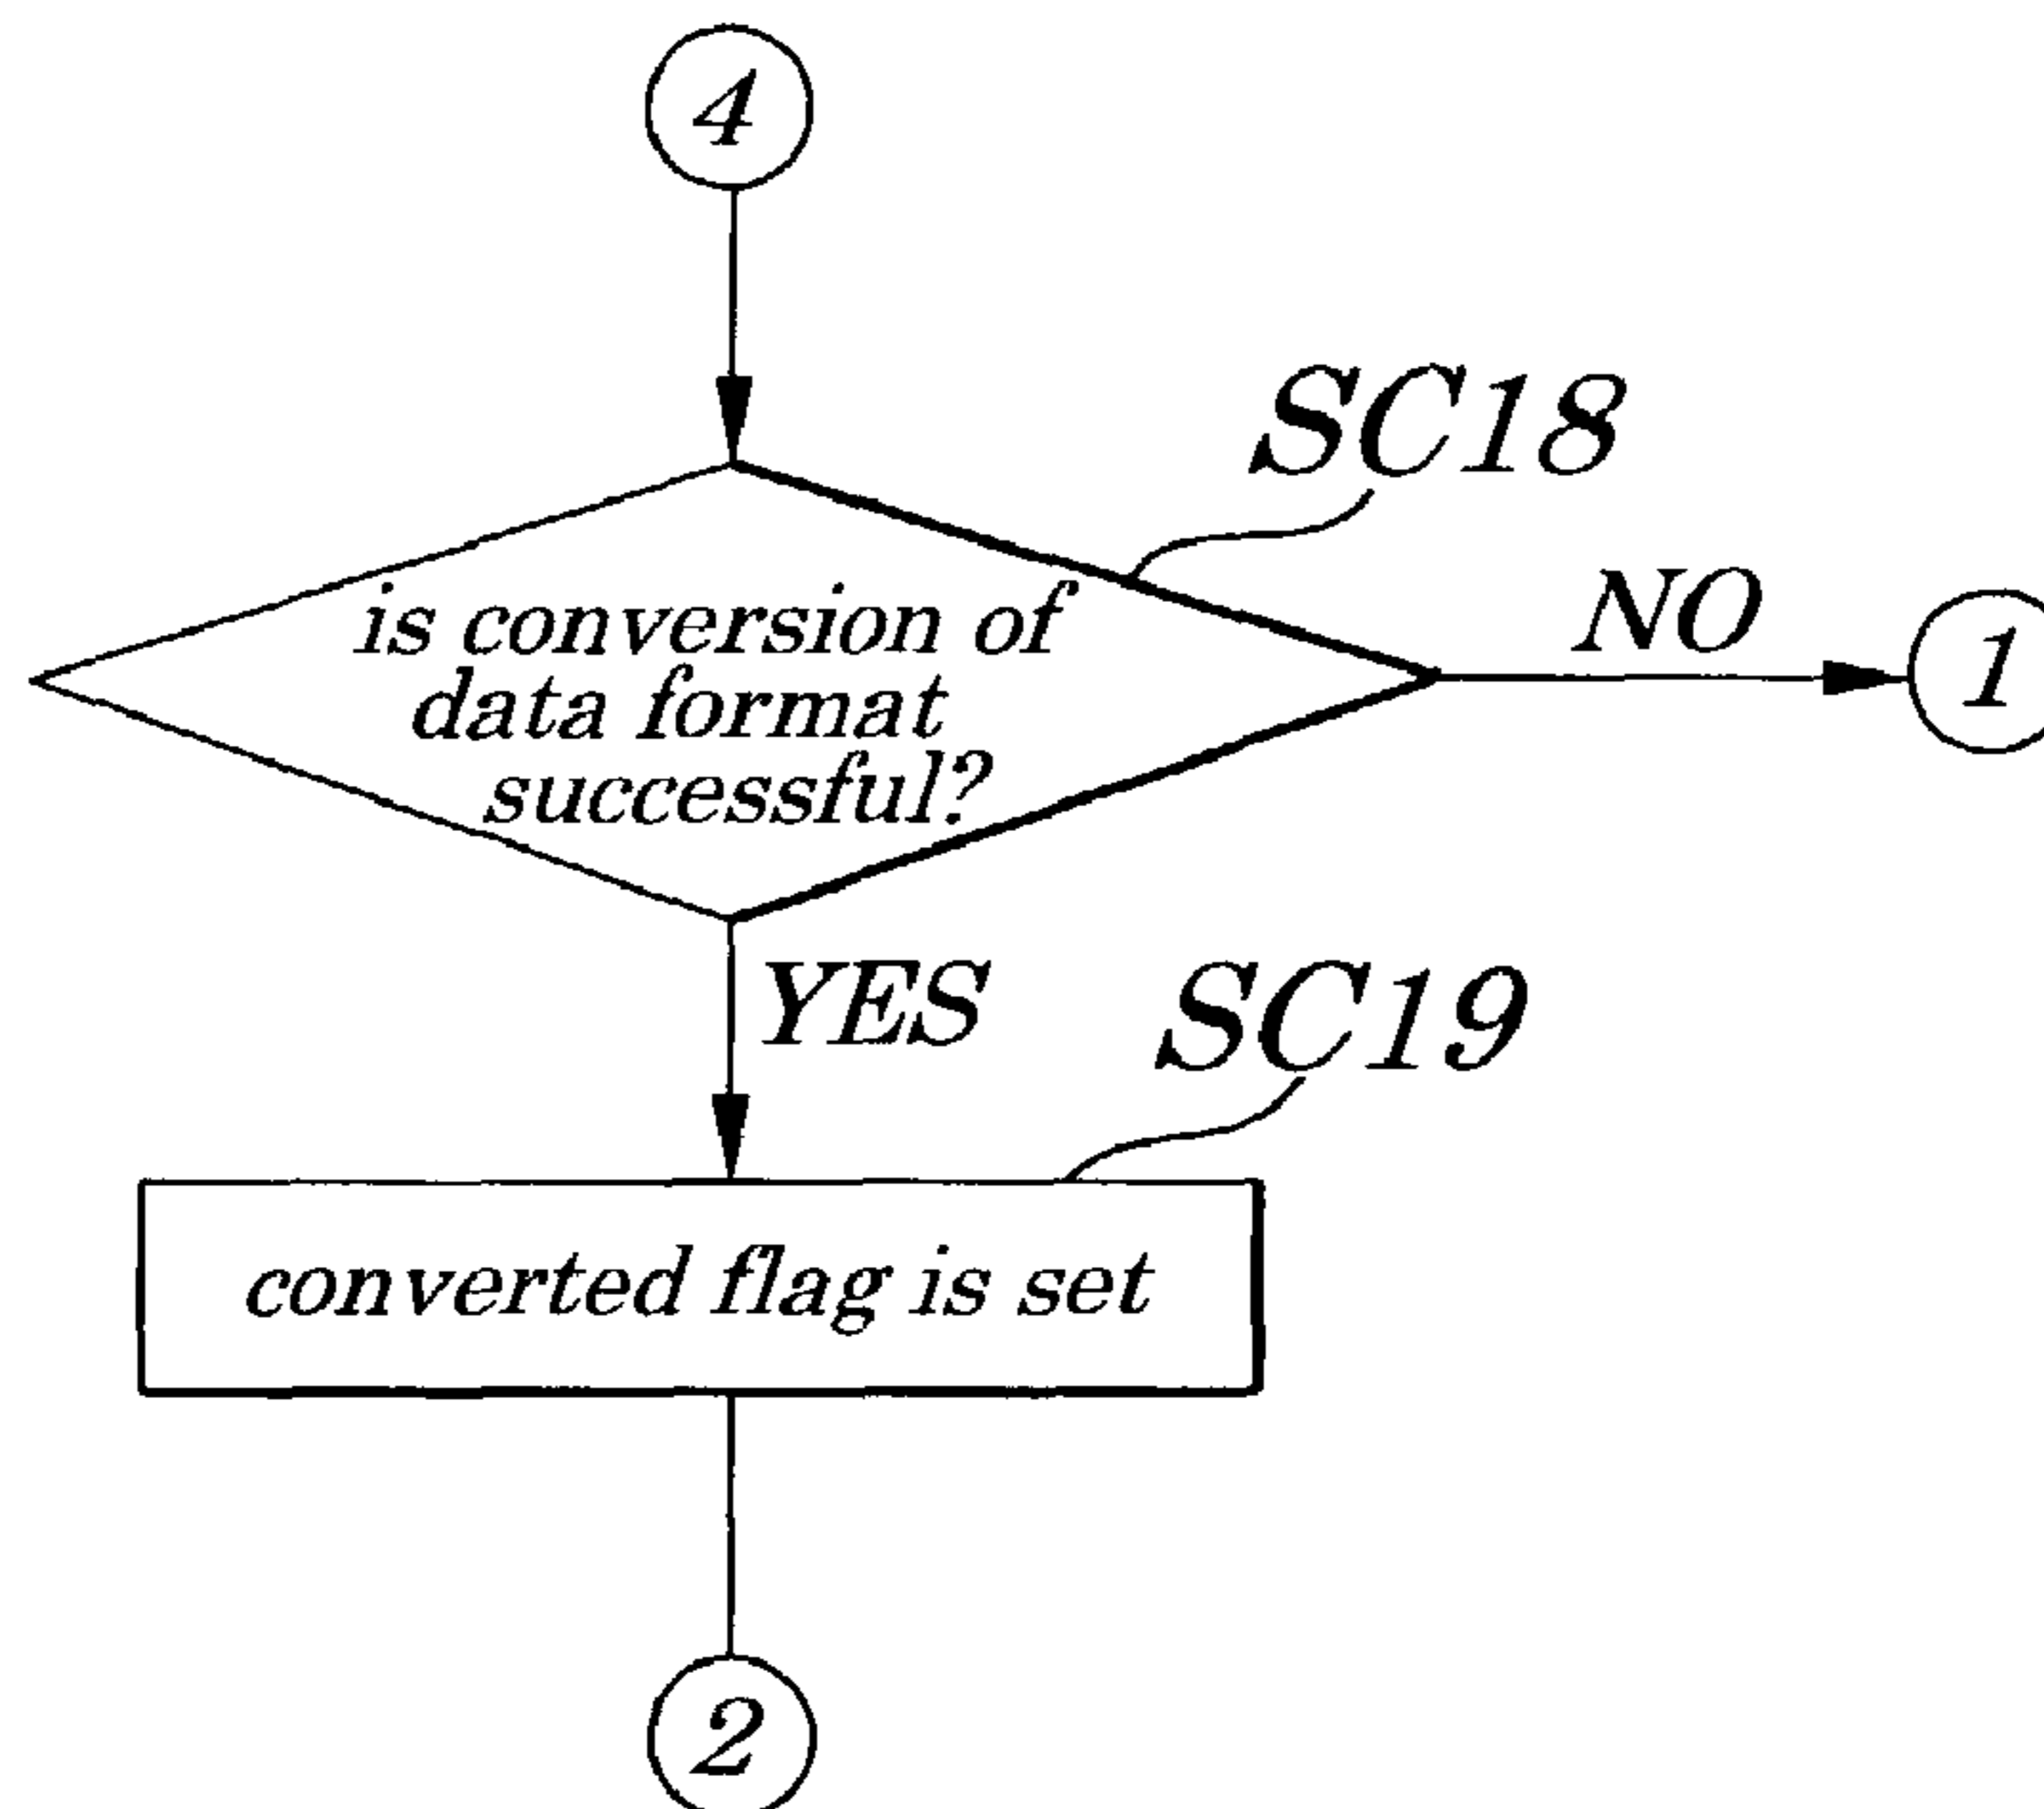 4
SC18
is conversion of
data format
successful?
NO
1
YES
SC19
converted flag is set
2